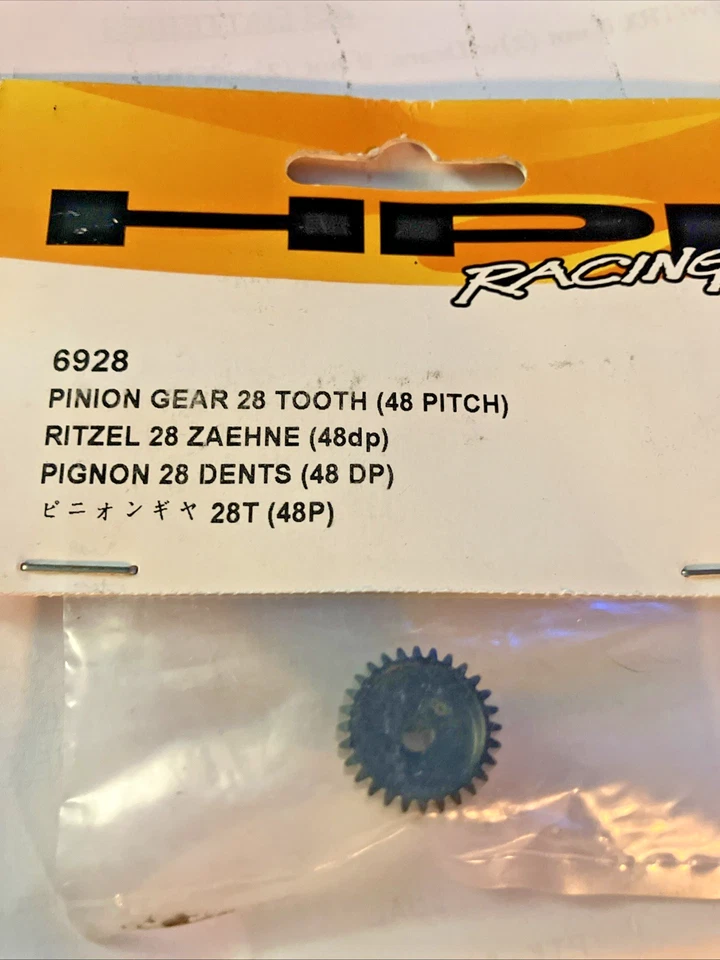 HPI
RACING
6928
PINION GEAR 28 TOOTH (48 PITCH)
RITZEL 28 ZAEHNE (48dp)
PIGNON 28 DENTS (48 DP)
ピニオンギヤ 28T (48P)